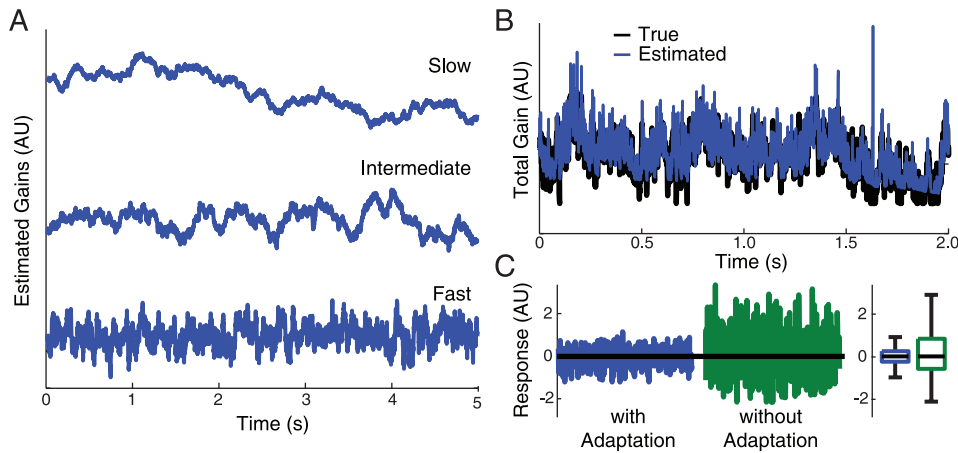 A
Estimated Gains (AU)
Slow
Intermediate
Fast
0 1 2 3 4 5
Time (s)
B
True
Estimated
Total Gain (AU)
0 0.5 1.0 1.5 2.0
Time (s)
C
Response (AU)
2
0
-2
with
Adaptation
without
Adaptation
2
0
-2